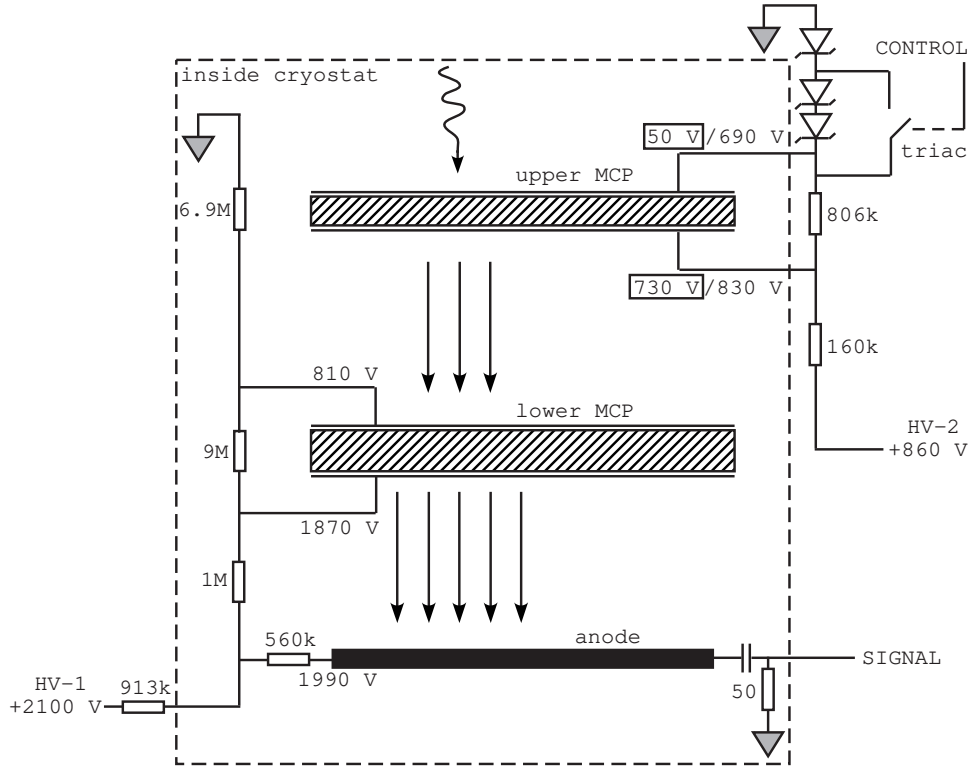 CONTROL
inside cryostat
50 V/690 V
triac
upper MCP
6.9M
806k
730 V/830 V
160k
810 V
lower MCP
HV-2
+860 V
9M
1870 V
1M
560k
anode
1990 V
SIGNAL
HV-1
+2100 V
913k
50